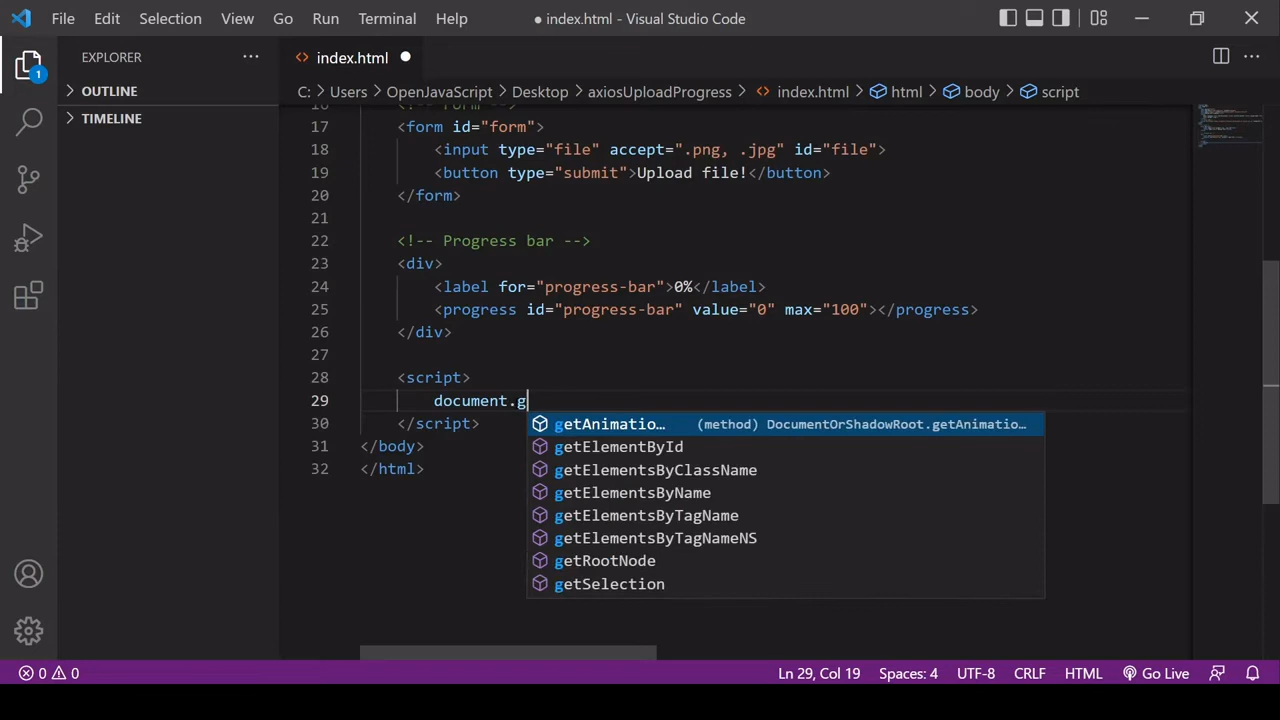 File Edit Selection View Go Run Terminal Help ● index.html - Visual Studio Code
EXPLORER ...
index.html ●
1
OUTLINE
TIMELINE
C: > Users > OpenJavaScript > Desktop > axiosUploadProgress > index.html > html > body > script
16 <!-- Form -->
17 <form id="form">
18 <input type="file" accept=".png, .jpg" id="file">
19 <button type="submit">Upload file!</button>
20 </form>
21
22 <!-- Progress bar -->
23 <div>
24 <label for="progress-bar">0%</label>
25 <progress id="progress-bar" value="0" max="100"></progress>
26 </div>
27
28 <script>
29 document.g
30 </script>
31 </body>
32 </html>
getAnimatio… (method) DocumentOrShadowRoot.getAnimatio…
getElementById
getElementsByClassName
getElementsByName
getElementsByTagName
getElementsByTagNameNS
getRootNode
getSelection
0 0 Ln 29, Col 19 Spaces: 4 UTF-8 CRLF HTML Go Live